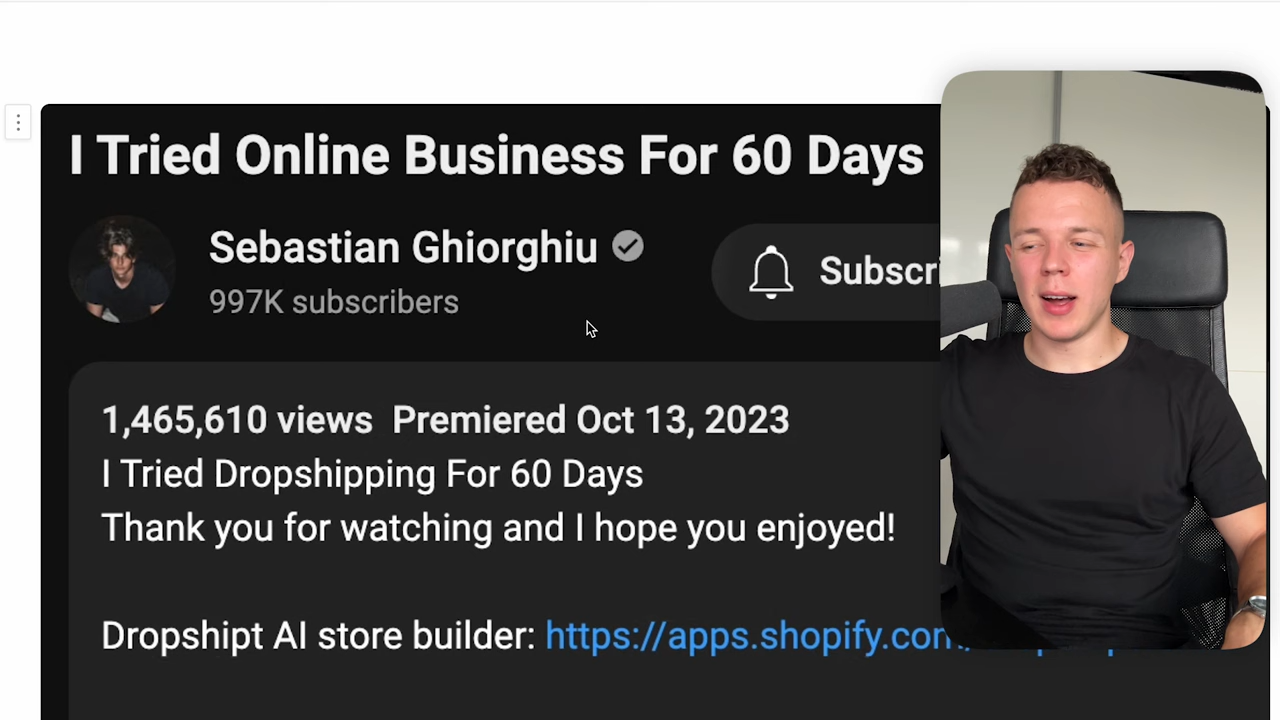 I Tried Online Business For 60 Days
Sebastian Ghiorghiu
997K subscribers
1,465,610 views Premiered Oct 13, 2023
I Tried Dropshipping For 60 Days
Thank you for watching and I hope you enjoyed!
Dropshipt AI store builder: https://apps.shopify.com/